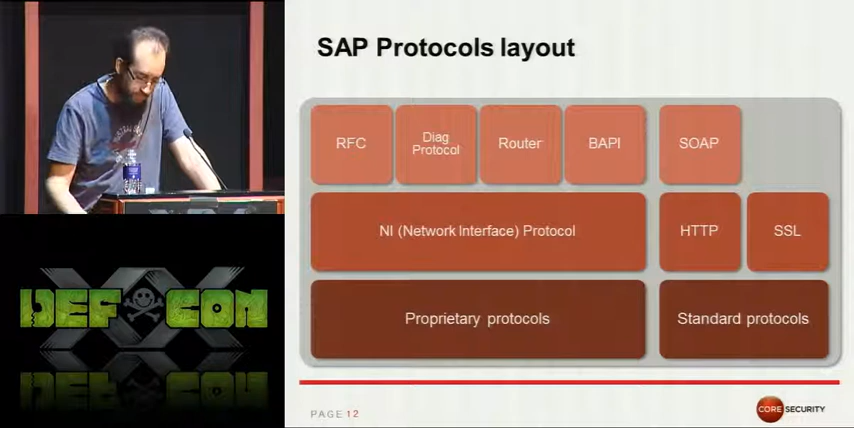 SAP Protocols layout
RFC
Diag
Protocol
Router
BAPI
SOAP
NI (Network Interface) Protocol
HTTP
SSL
Proprietary protocols
Standard protocols
DEF CON
XX
PAGE 12
CORE SECURITY